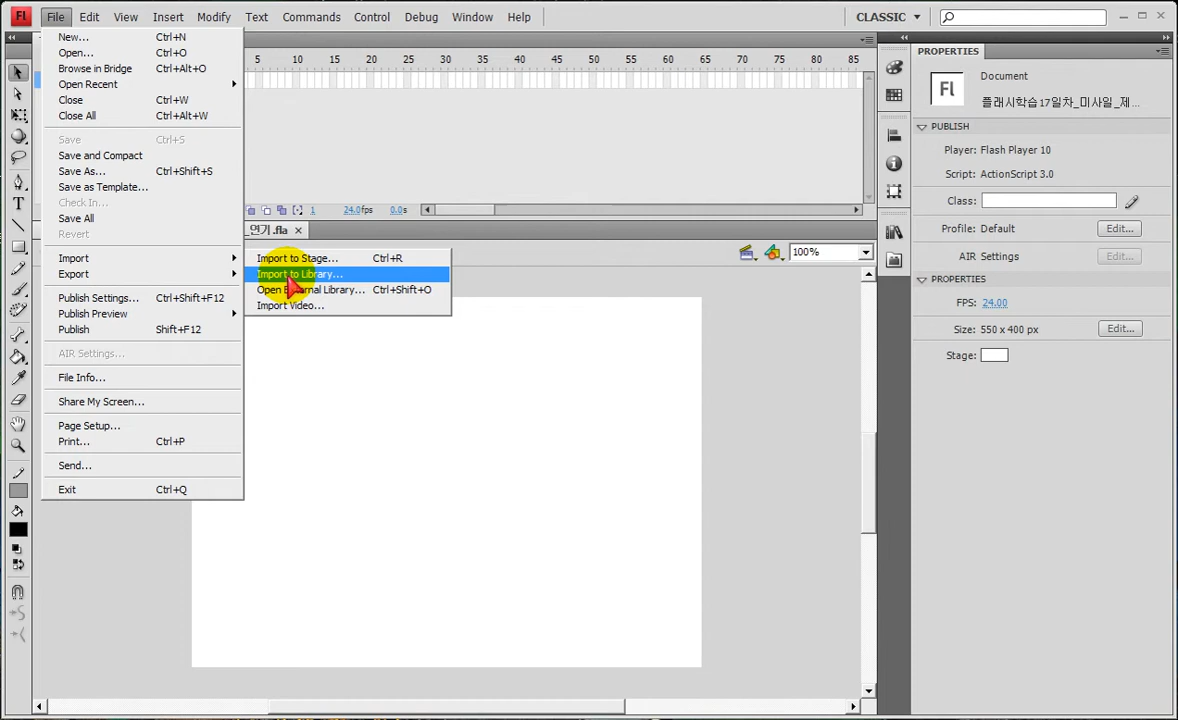 Fl File Edit View Insert Modify Text Commands Control Debug Window Help CLASSIC
New... Ctrl+N
Open... Ctrl+O
Browse in Bridge Ctrl+Alt+O
Open Recent
Close Ctrl+W
Close All Ctrl+Alt+W
Save Ctrl+S
Save and Compact
Save As... Ctrl+Shift+S
Save as Template...
Check In...
Save All
Revert
Import
Export
Publish Settings... Ctrl+Shift+F12
Publish Preview
Publish Shift+F12
AIR Settings...
File Info...
Share My Screen...
Page Setup...
Print... Ctrl+P
Send...
Exit Ctrl+Q
Import to Stage... Ctrl+R
Import to Library...
Open External Library... Ctrl+Shift+O
Import Video...
5 10 15 20 25 30 35 40 45 50 55 60 65 70 75 80 85
1 24.0fps 0.0s
_연기.fla
100%
PROPERTIES
Fl
Document
플래시학습17일차_미사일_제...
PUBLISH
Player: Flash Player 10
Script: ActionScript 3.0
Class:
Profile: Default Edit...
AIR Settings Edit...
PROPERTIES
FPS: 24.00
Size: 550 x 400 px Edit...
Stage: